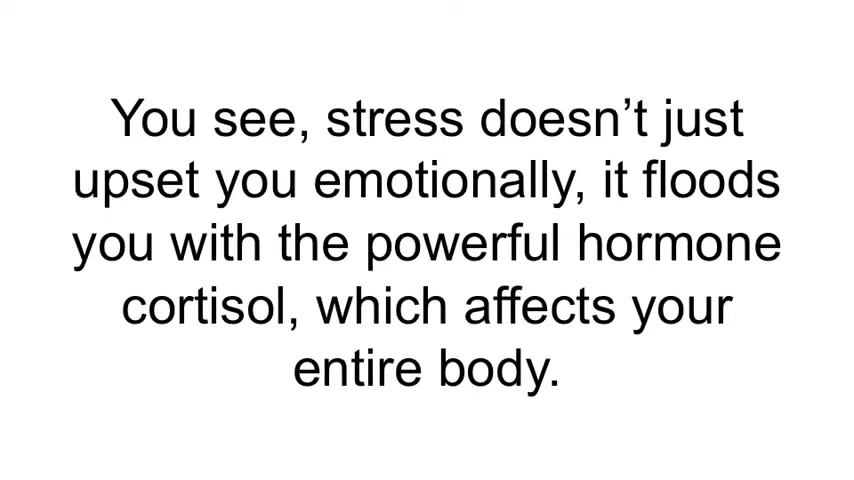 You see, stress doesn’t just
upset you emotionally, it floods
you with the powerful hormone
cortisol, which affects your
entire body.